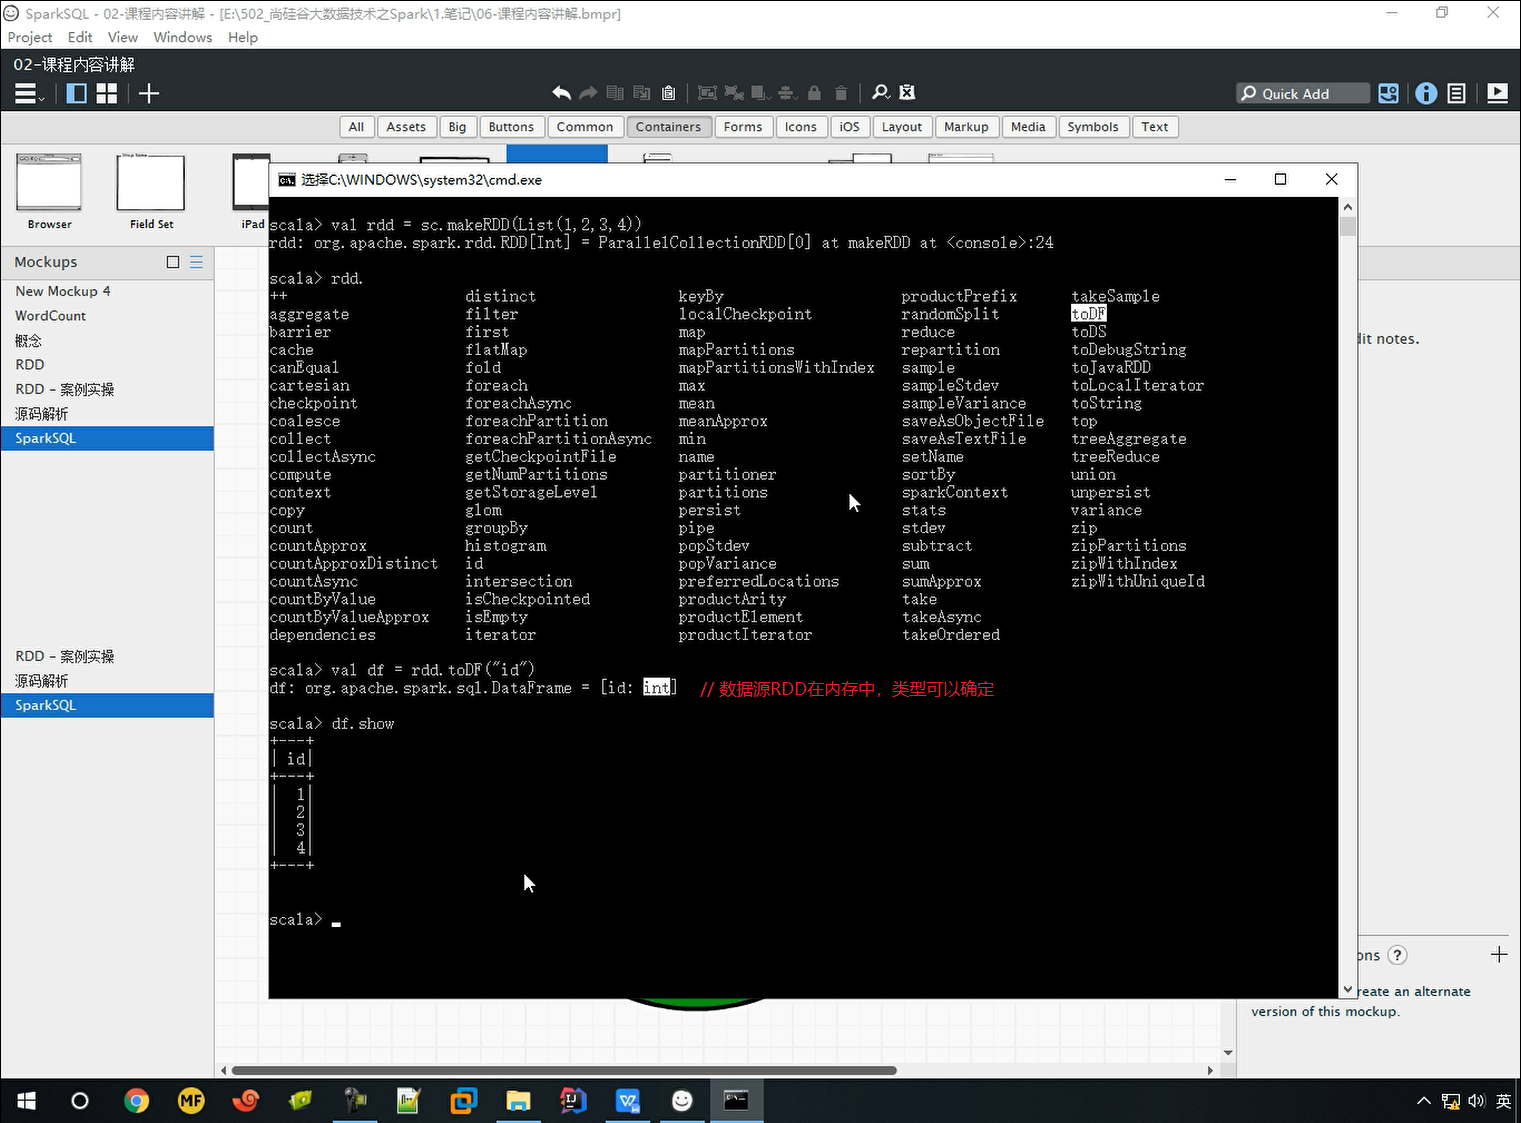 SparkSQL - 02-课程内容讲解 - [E:\502_尚硅谷大数据技术之Spark\1.笔记\06-课程内容讲解.bmpr]
Project Edit View Windows Help
02-课程内容讲解
Quick Add
All Assets Big Buttons Common Containers Forms Icons iOS Layout Markup Media Symbols Text
Browser Field Set iPad
选择C:\WINDOWS\system32\cmd.exe
Mockups
New Mockup 4
WordCount
概念
RDD
RDD - 案例实操
源码解析
SparkSQL
RDD - 案例实操
源码解析
SparkSQL
scala> val rdd = sc.makeRDD(List(1,2,3,4))
rdd: org.apache.spark.rdd.RDD[Int] = ParallelCollectionRDD[0] at makeRDD at <console>:24
scala> rdd.
++ distinct keyBy productPrefix takeSample
aggregate filter localCheckpoint randomSplit toDF
barrier first map reduce toDS
cache flatMap mapPartitions repartition toDebugString
canEqual fold mapPartitionsWithIndex sample toJavaRDD
cartesian foreach max sampleStdev toLocalIterator
checkpoint foreachAsync mean sampleVariance toString
coalesce foreachPartition meanApprox saveAsObjectFile top
collect foreachPartitionAsync min saveAsTextFile treeAggregate
collectAsync getCheckpointFile name setName treeReduce
compute getNumPartitions partitioner sortBy union
context getStorageLevel partitions sparkContext unpersist
copy glom persist stats variance
count groupBy pipe stdev zip
countApprox histogram popStdev subtract zipPartitions
countApproxDistinct id popVariance sum zipWithIndex
countAsync intersection preferredLocations sumApprox zipWithUniqueId
countByValue isCheckpointed productArity take
countByValueApprox isEmpty productElement takeAsync
dependencies iterator productIterator takeOrdered
scala> val df = rdd.toDF("id")
df: org.apache.spark.sql.DataFrame = [id: int] // 数据源RDD在内存中，类型可以确定
scala> df.show
+---+
| id|
+---+
| 1|
| 2|
| 3|
| 4|
+---+
scala>
dit notes.
ons ?
reate an alternate
version of this mockup.
MF
英